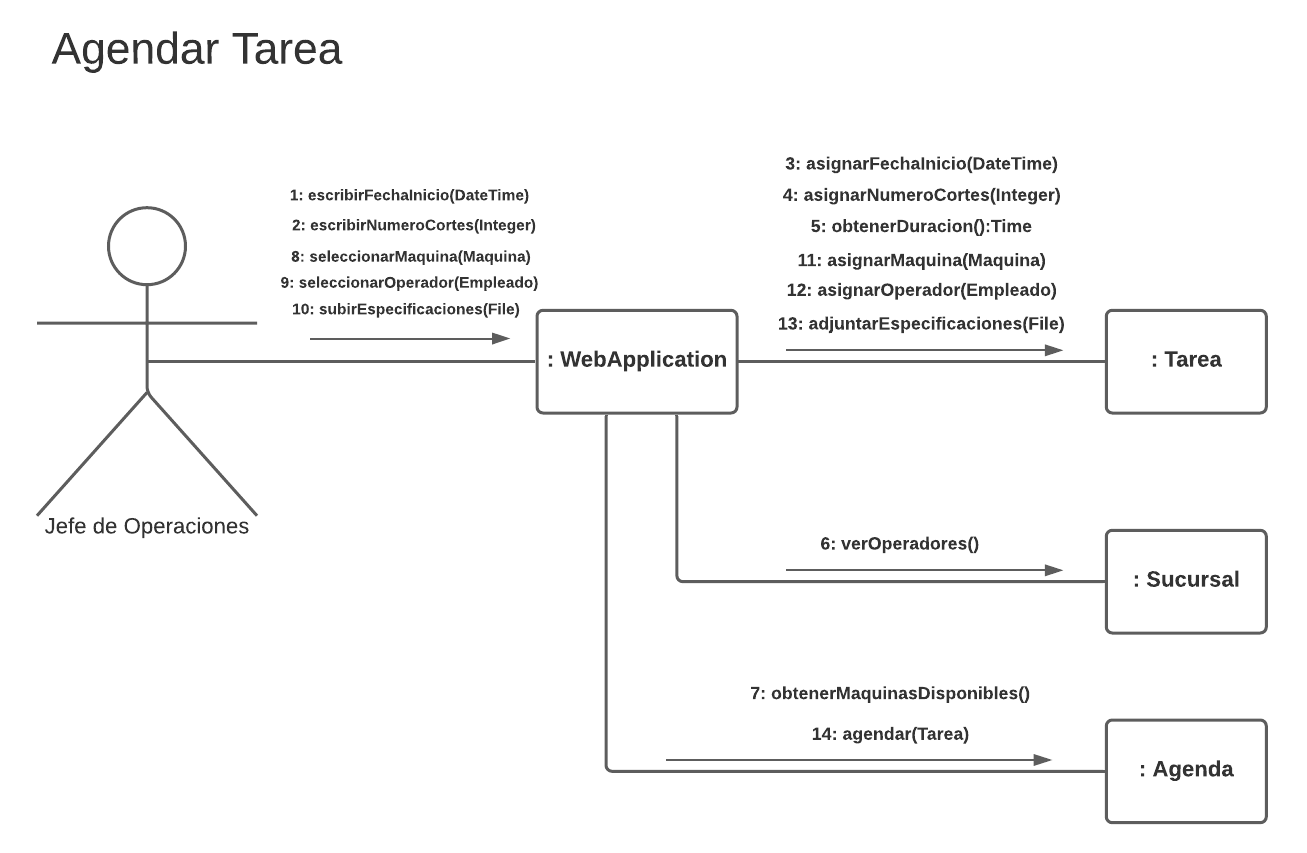 Agendar Tarea
1: escribirFechaInicio(DateTime)
2: escribirNumeroCortes(Integer)
8: seleccionarMaquina(Maquina)
9: seleccionarOperador(Empleado)
10: subirEspecificaciones(File)
3: asignarFechaInicio(DateTime)
4: asignarNumeroCortes(Integer)
5: obtenerDuracion():Time
11: asignarMaquina(Maquina)
12: asignarOperador(Empleado)
13: adjuntarEspecificaciones(File)
: WebApplication
: Tarea
Jefe de Operaciones
6: verOperadores()
: Sucursal
7: obtenerMaquinasDisponibles()
14: agendar(Tarea)
: Agenda